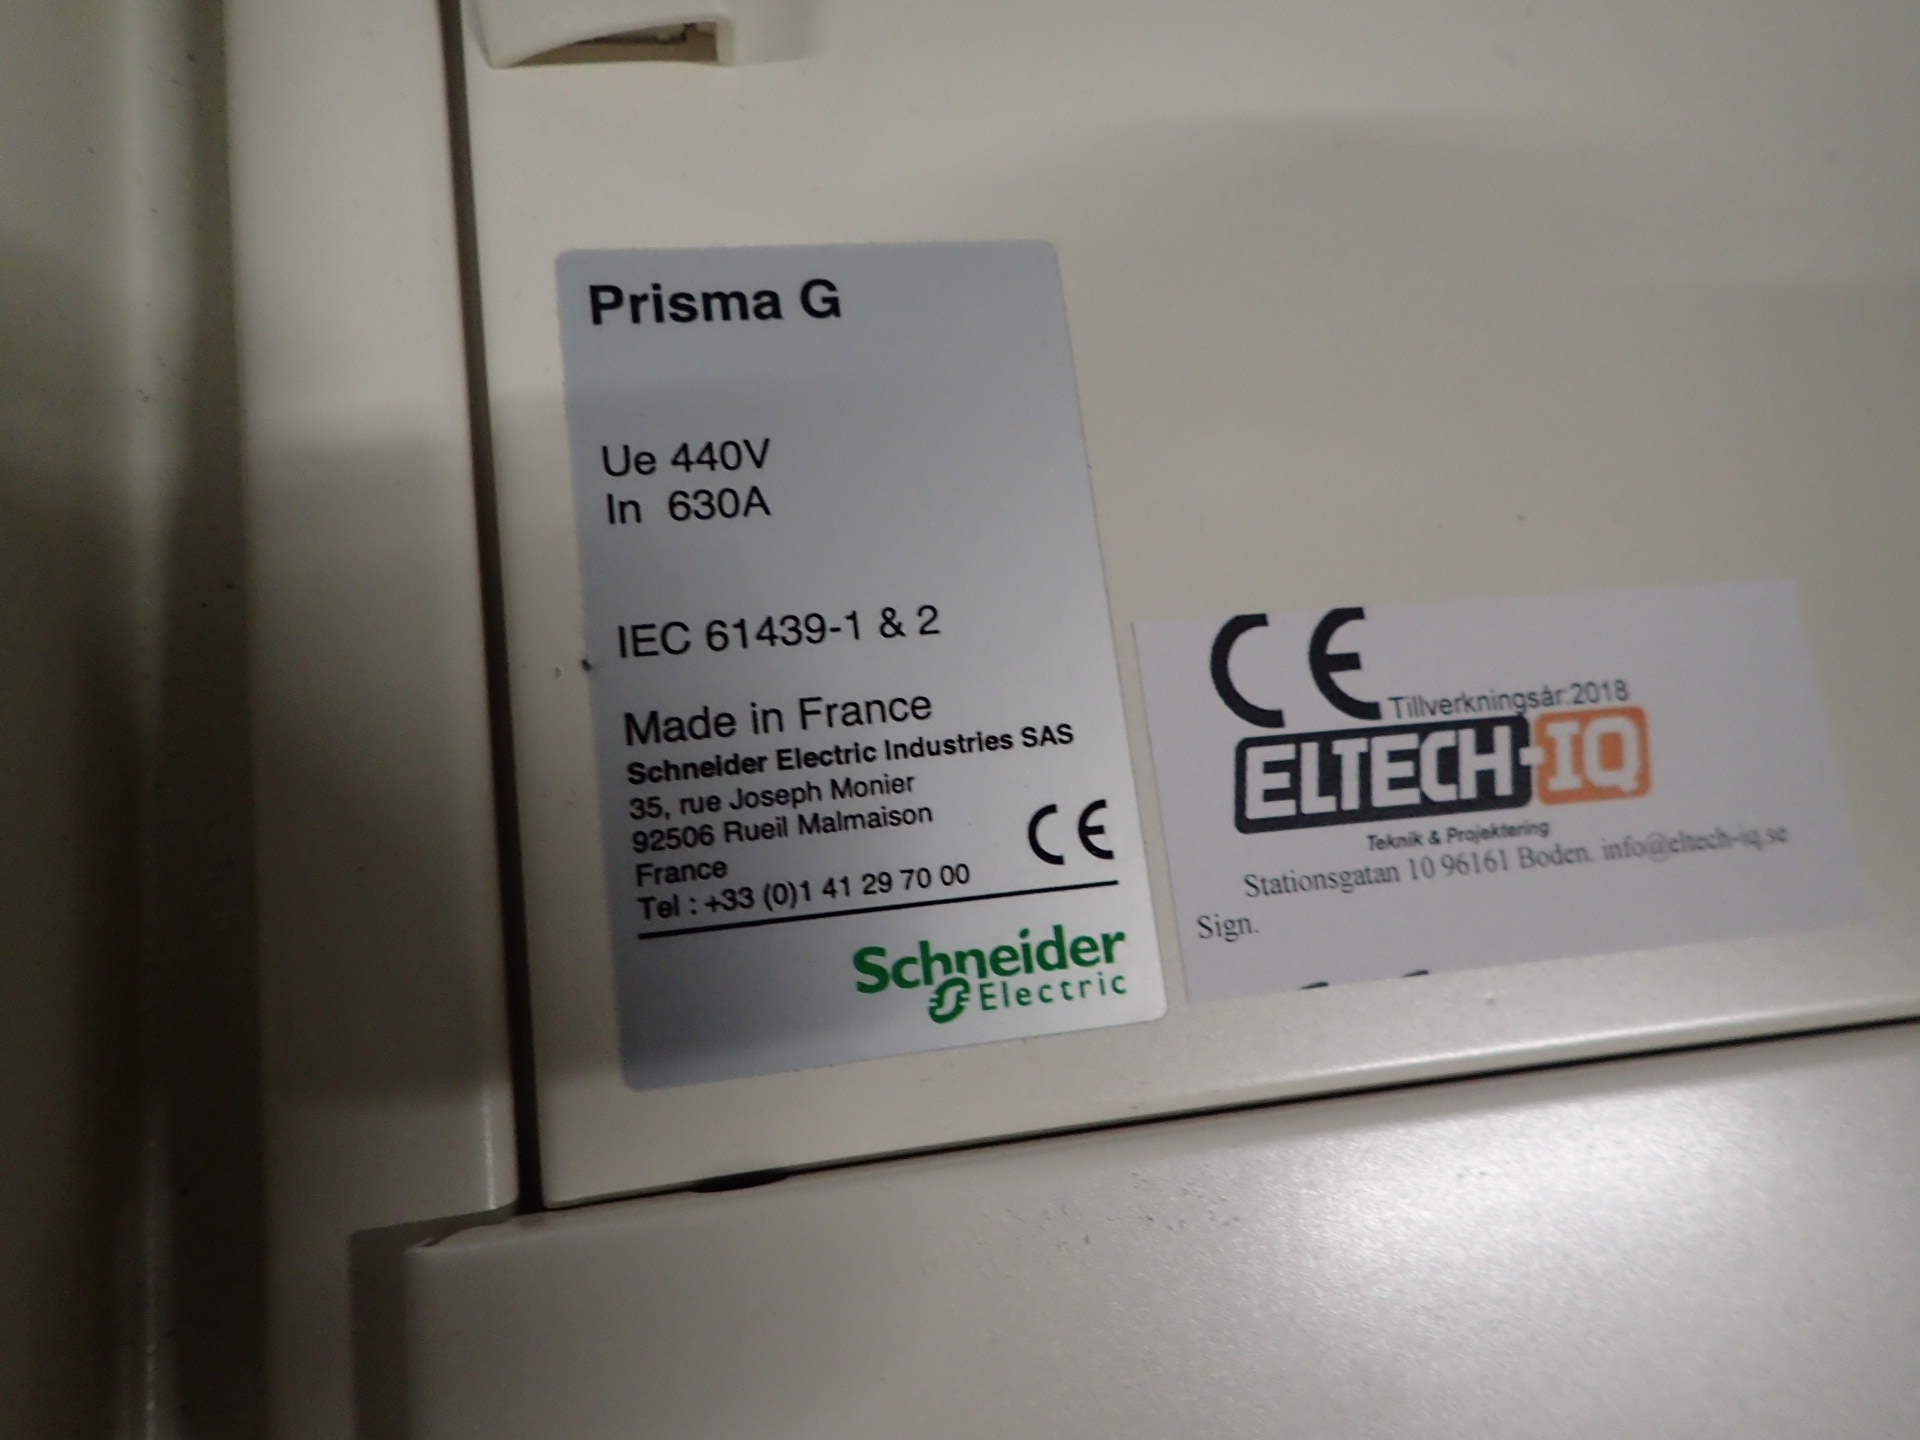 Prisma G
Ue 440V
In 630A
IEC 61439-1 & 2
Made in France
Schneider Electric Industries SAS
35, rue Joseph Monier
92506 Rueil Malmaison
France
Tel : +33 (0)1 41 29 70 00
CE
Schneider
Electric
CE
Tillverkningsår:2018
ELTECH-IQ
Teknik & Projektering
Stationsgatan 10 96161 Boden. info@eltech-iq.se
Sign.